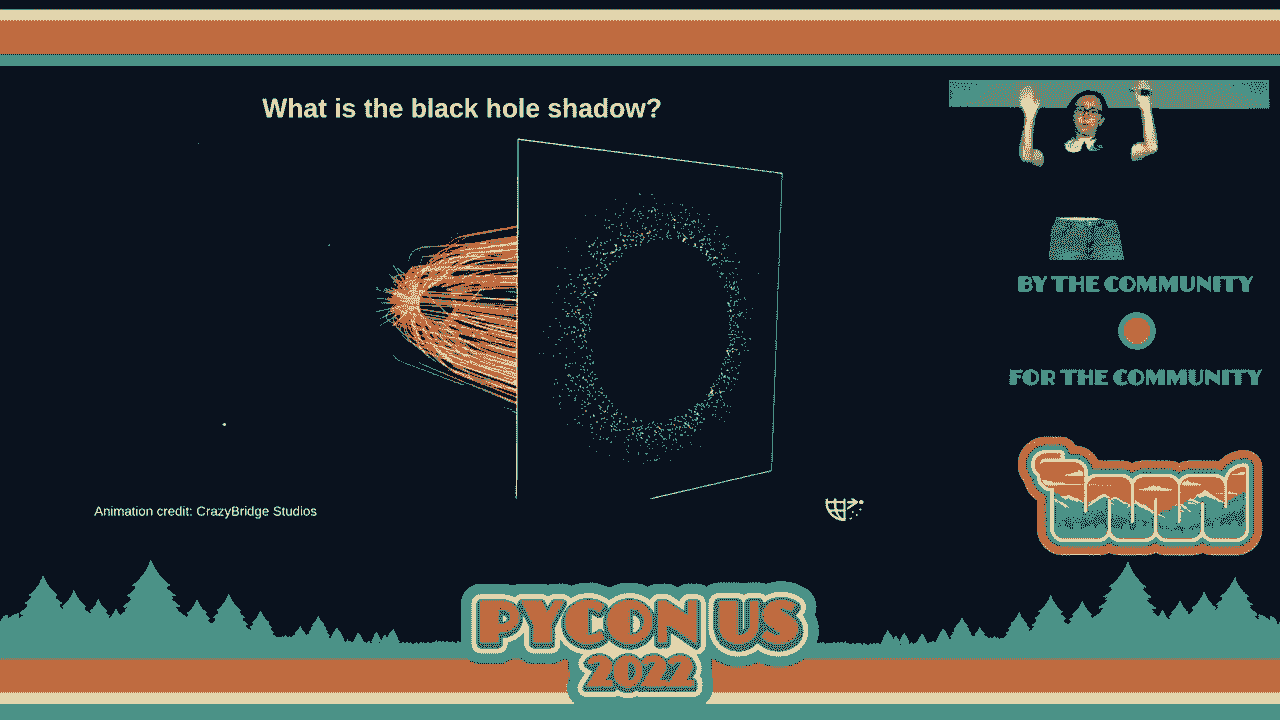 What is the black hole shadow?
BY THE COMMUNITY
FOR THE COMMUNITY
Animation credit: CrazyBridge Studios
PYCON US
2022